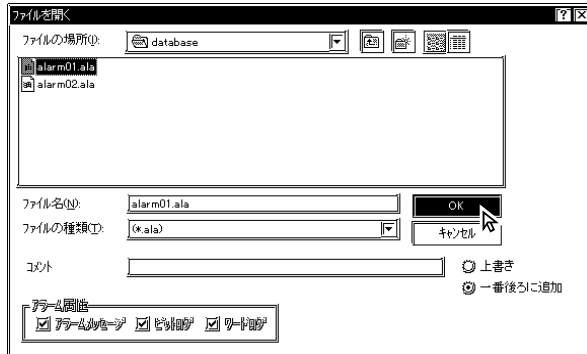 ファイルを開く
ファイルの場所(I):
database
alarm01.ala
alarm02.ala
ファイル名(N):
alarm01.ala
OK
ファイルの種類(T):
(*.ala)
キャンセル
コメント
上書き
一番後ろに追加
アラーム属性
アラームメッセージ ビットログ ワードログ